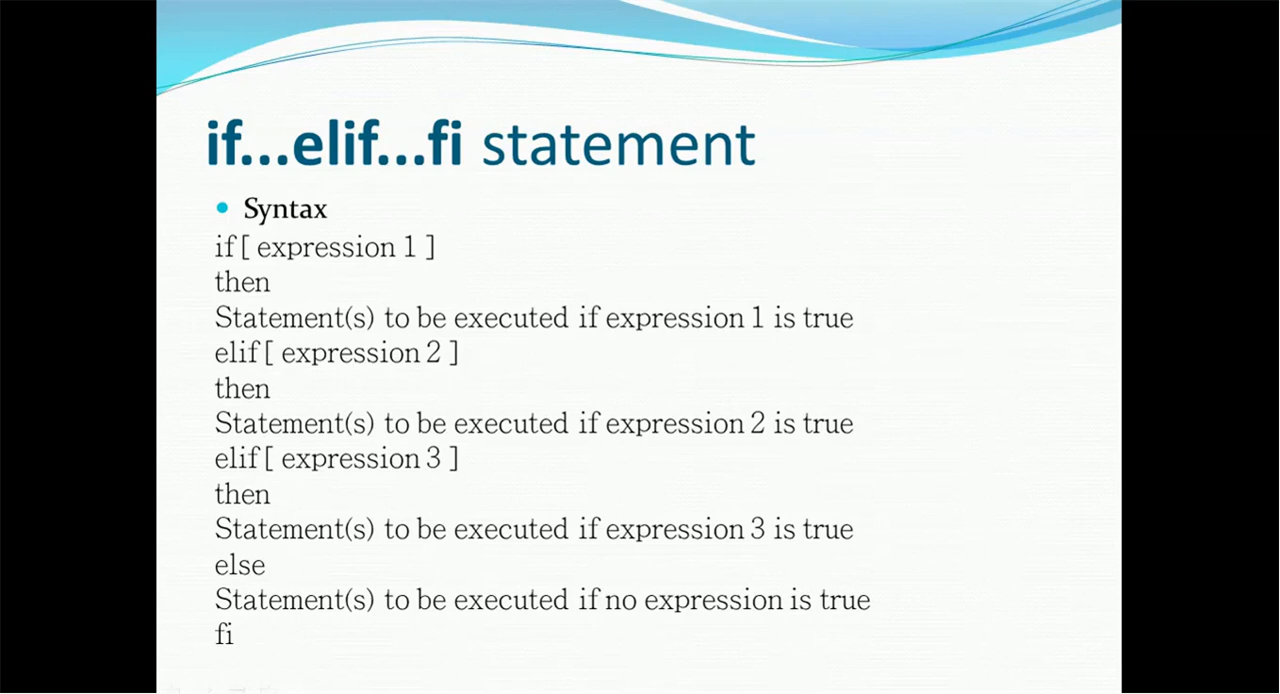 if...elif...fi statement
• Syntax
if [ expression 1 ]
then
Statement(s) to be executed if expression 1 is true
elif [ expression 2 ]
then
Statement(s) to be executed if expression 2 is true
elif [ expression 3 ]
then
Statement(s) to be executed if expression 3 is true
else
Statement(s) to be executed if no expression is true
fi